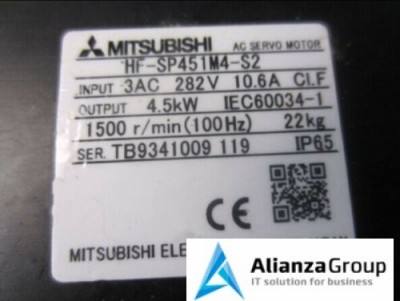 MITSUBISHI AC SERVO MOTOR
HF-SP451M4-S2
INPUT 3AC 282V 10.6A Cl.F
OUTPUT 4.5kW IEC60034-1
1500 r/min(100Hz) 22kg
SER. TB9341009 119 IP65
CE
MITSUBISHI ELE
AlianzaGroup
IT solution for business